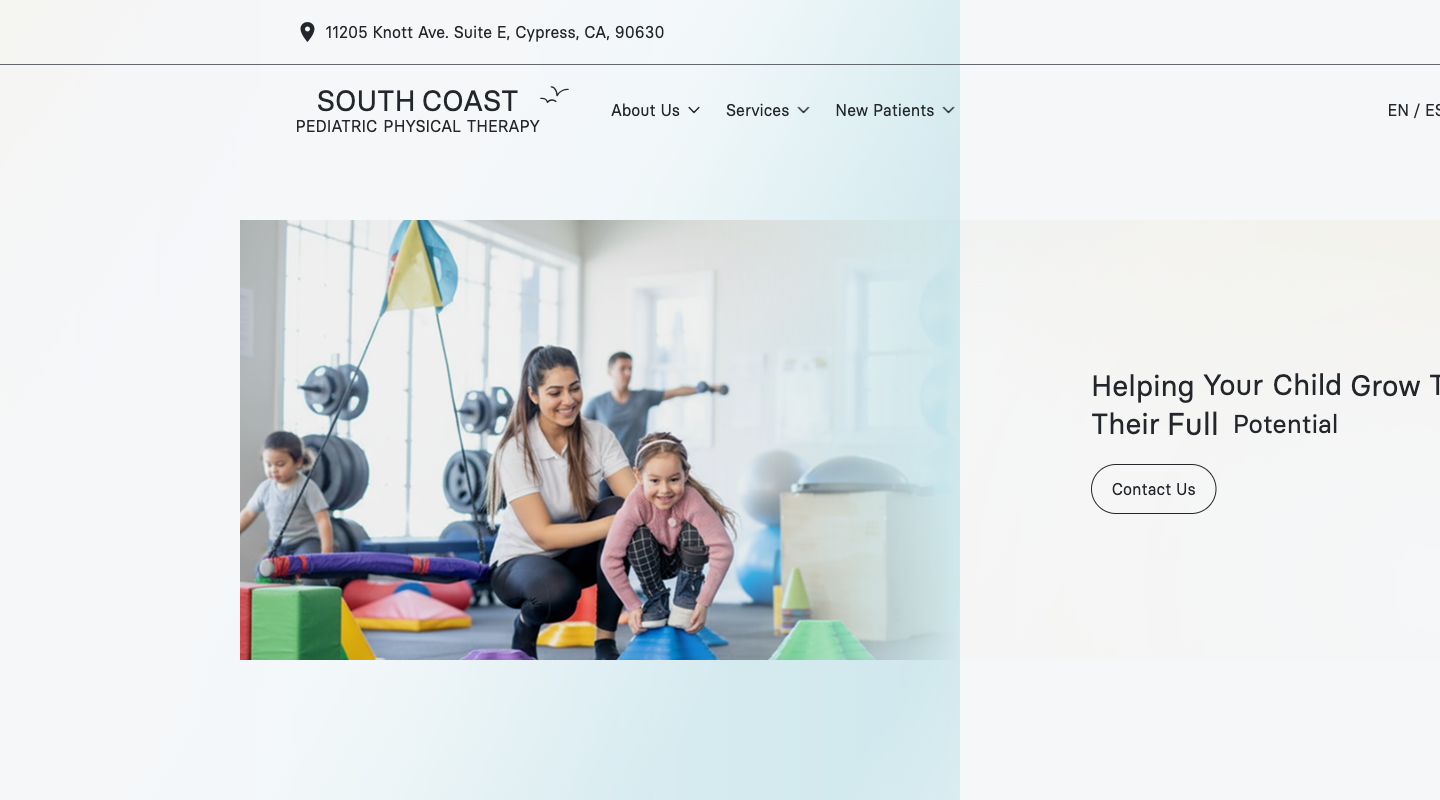 11205 Knott Ave. Suite E, Cypress, CA, 90630
SOUTH COAST
PEDIATRIC PHYSICAL THERAPY
About Us
Services
New Patients
EN / ES
Helping Your Child Grow
Their Full Potential
Contact Us